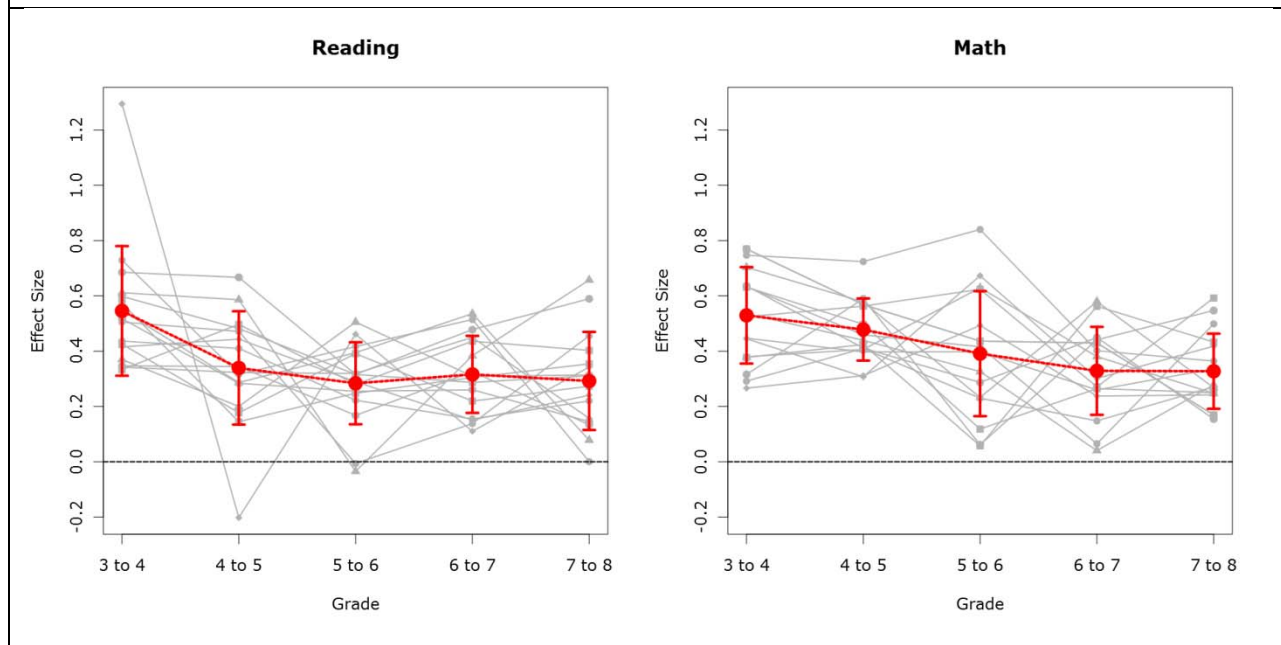 Reading
Effect Size
1.2
1.0
0.8
0.6
0.4
0.2
0.0
-0.2
3 to 4
4 to 5
5 to 6
6 to 7
7 to 8
Grade
Math
Effect Size
1.2
1.0
0.8
0.6
0.4
0.2
0.0
-0.2
3 to 4
4 to 5
5 to 6
6 to 7
7 to 8
Grade